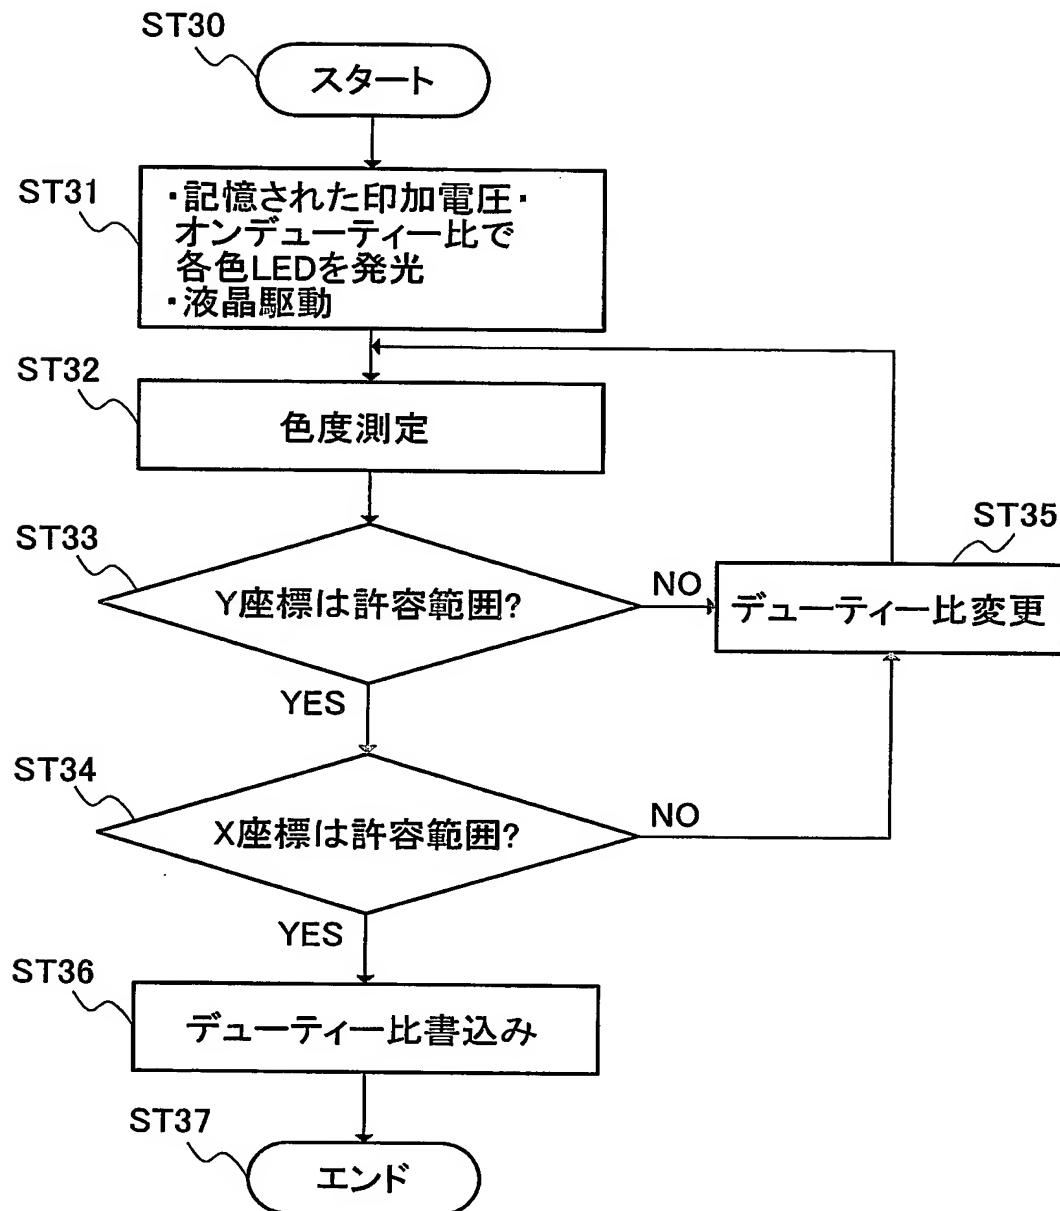 ST30
スタート
ST31
・記憶された印加電圧・
オンデューティー比で
各色LEDを発光
・液晶駆動
ST32
色度測定
ST33
Y座標は許容範囲?
NO
ST35
デューティー比変更
YES
ST34
X座標は許容範囲?
NO
YES
ST36
デューティー比書込み
ST37
エンド